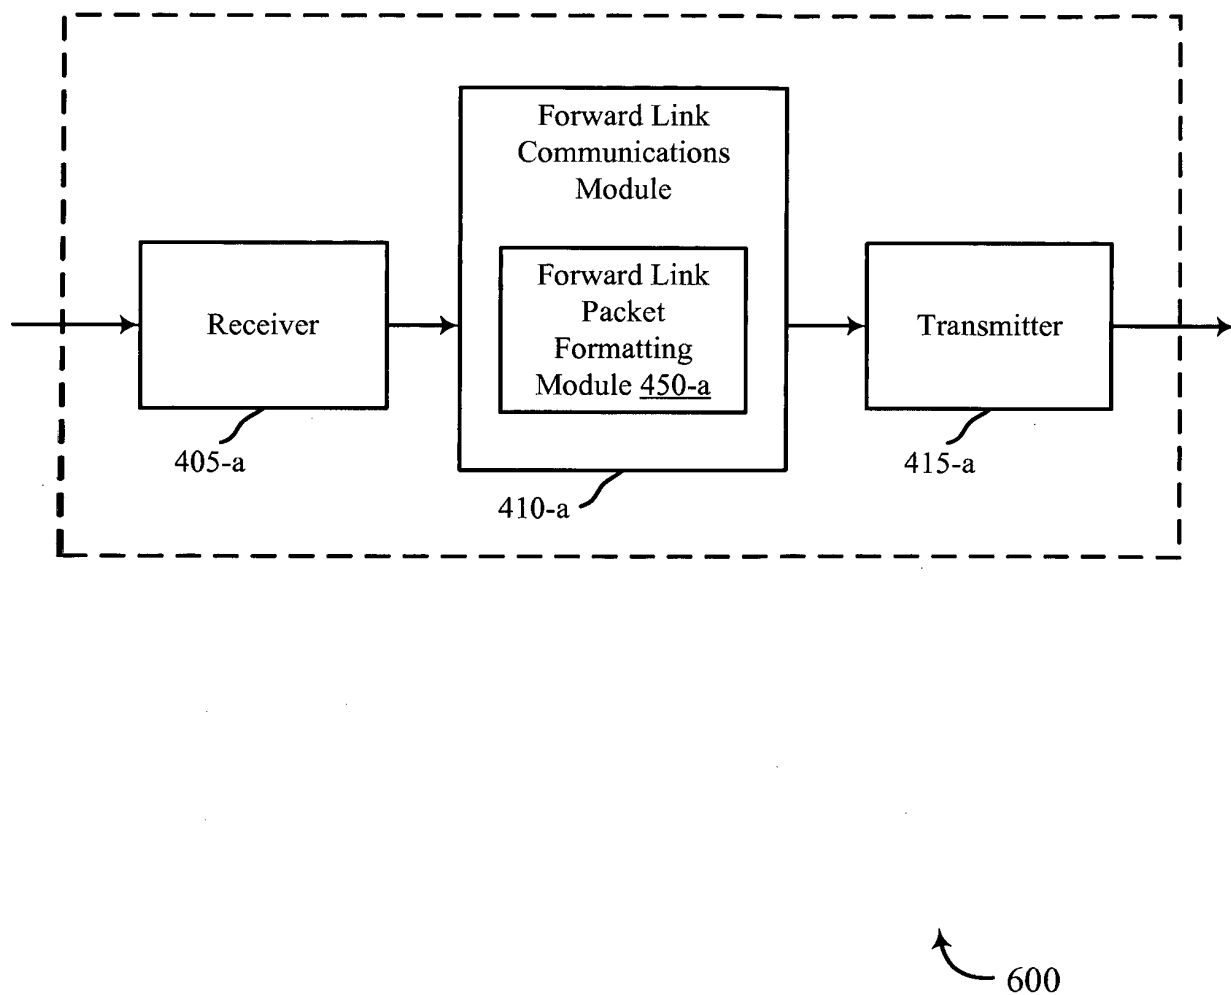 Forward Link
Communications
Module
Forward Link
Packet
Formatting
Module 450-a
Receiver
Transmitter
405-a
410-a
415-a
600